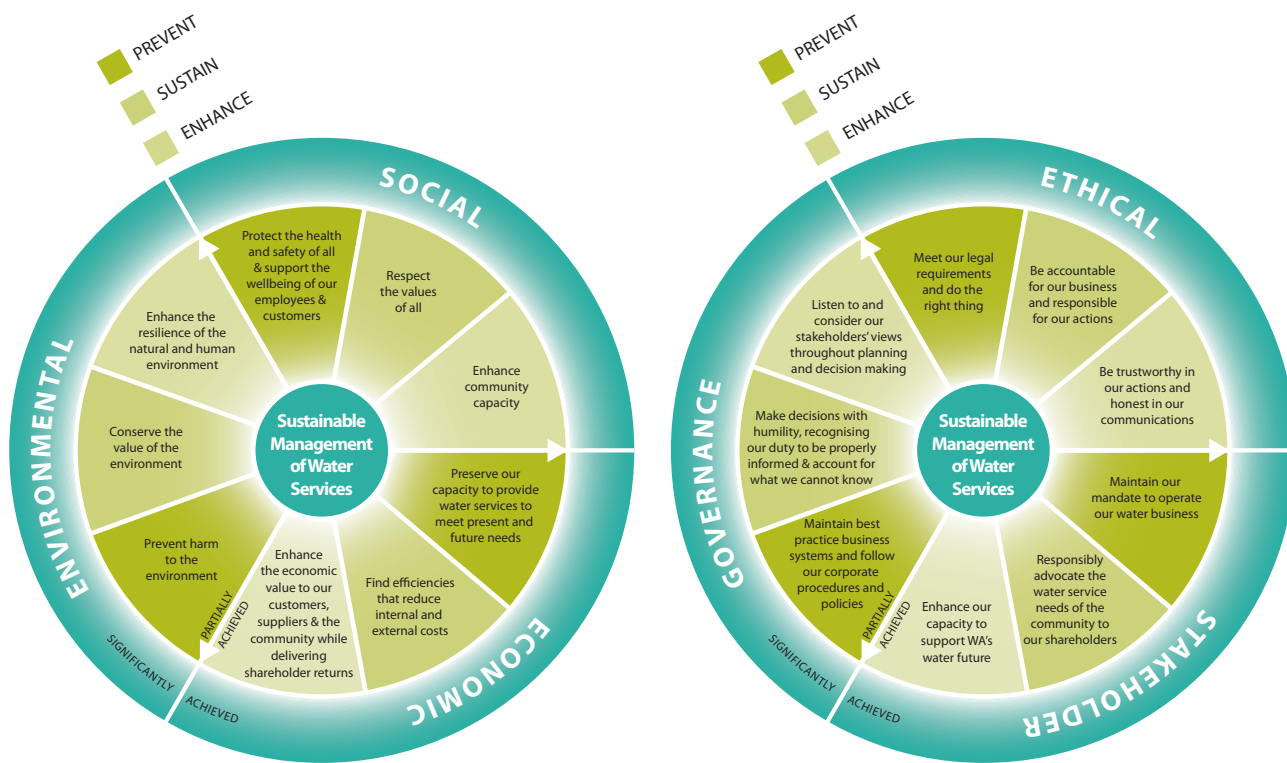 PREVENT
SUSTAIN
ENHANCE
SOCIAL
Protect the health
and safety of all
& support the
wellbeing of our
employees &
customers
Respect
the values
of all
Enhance
community
capacity
ECONOMIC
Preserve our
capacity to provide
water services to
meet present and
future needs
Find efficiencies
that reduce
internal and
external costs
Enhance
the economic
value to our
customers,
suppliers & the
community while
delivering
shareholder returns
ENVIRONMENTAL
Prevent harm
to the
environment
Conserve the
value of the
environment
Enhance the
resilience of the
natural and human
environment
Sustainable
Management
of Water
Services
PARTIALLY
ACHIEVED
SIGNIFICANTLY
ACHIEVED
PREVENT
SUSTAIN
ENHANCE
ETHICAL
Meet our legal
requirements
and do the
right thing
Be accountable
for our business
and responsible
for our actions
Be trustworthy in
our actions and
honest in our
communications
STAKEHOLDER
Maintain our
mandate to operate
our water business
Responsibly
advocate the
water service
needs of the
community to
our shareholders
Enhance our
capacity to
support WA's
water future
GOVERNANCE
Maintain best
practice business
systems and follow
our corporate
procedures and
policies
Make decisions with
humility, recognising
our duty to be properly
informed & account for
what we cannot know
Listen to and
consider our
stakeholders' views
throughout planning
and decision making
Sustainable
Management
of Water
Services
PARTIALLY
ACHIEVED
SIGNIFICANTLY
ACHIEVED